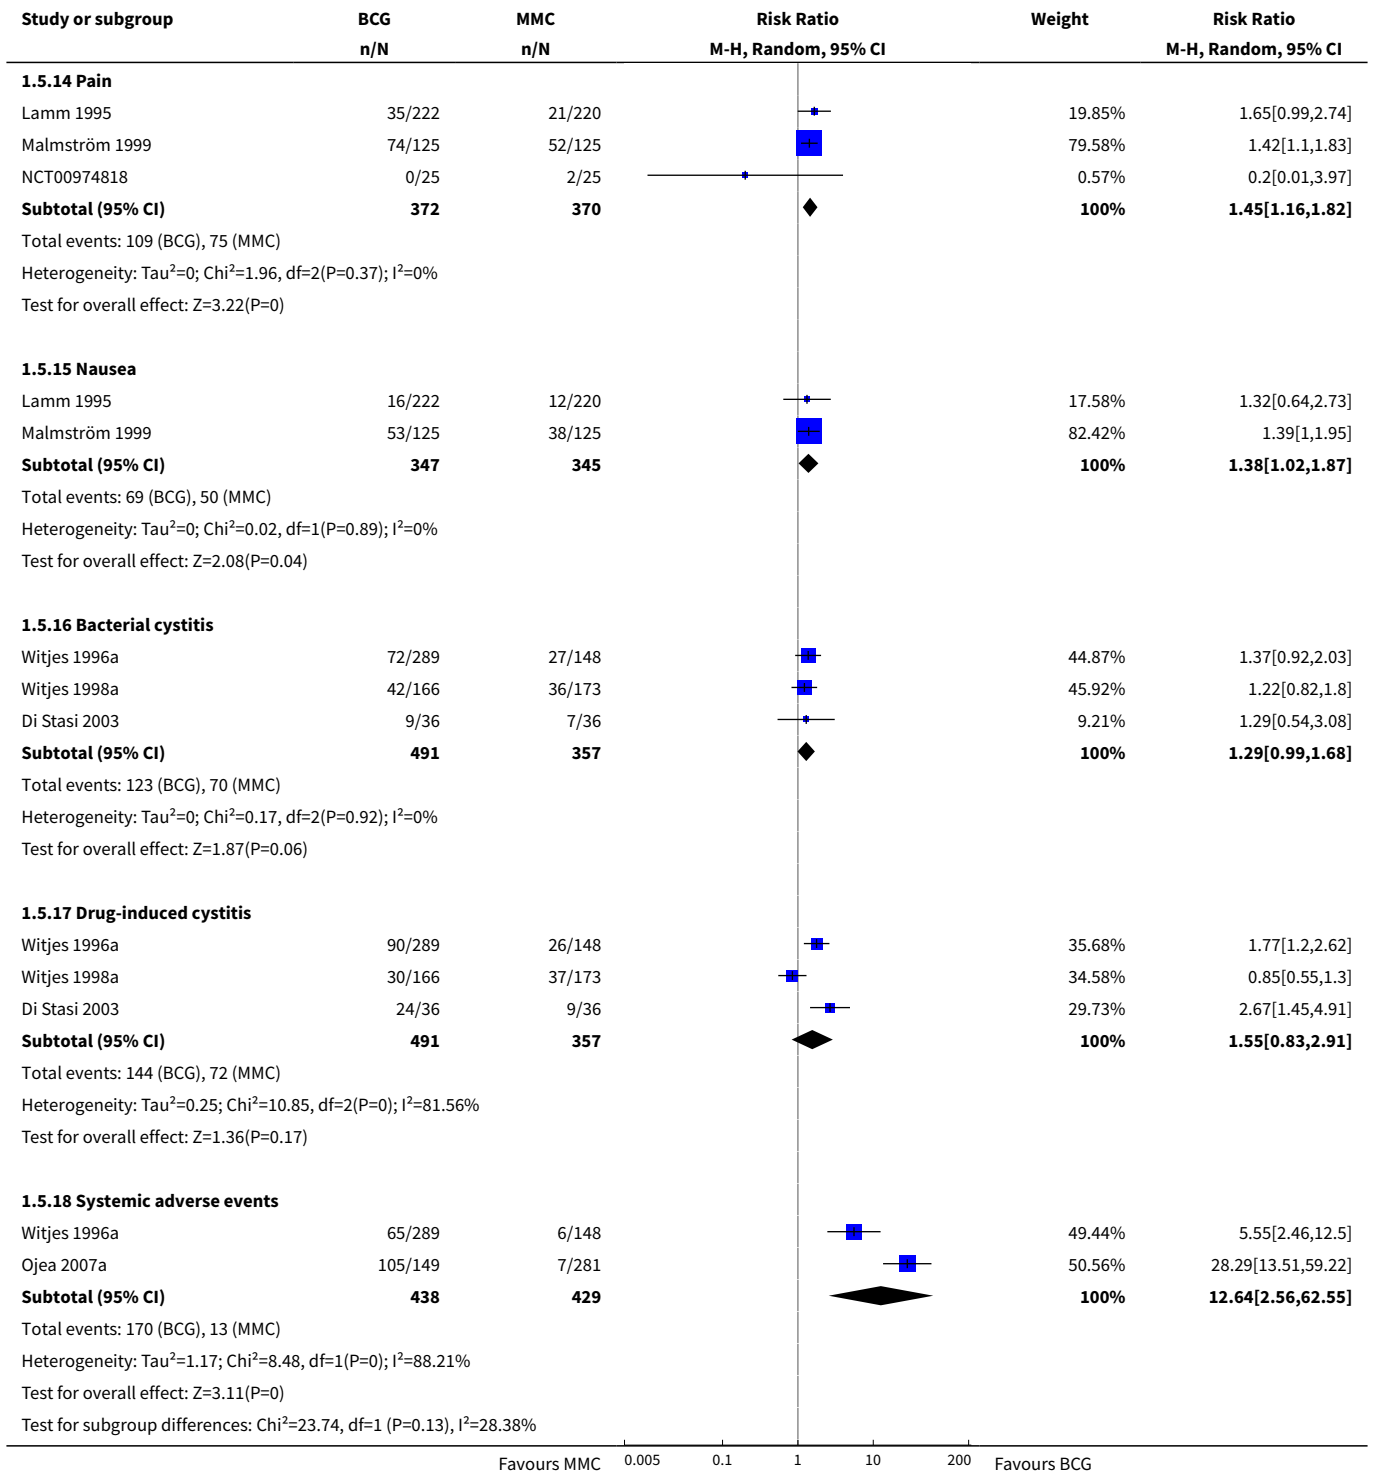 Study or subgroup BCG MMC Risk Ratio Weight Risk Ratio
n/N n/N M-H, Random, 95% CI M-H, Random, 95% CI
1.5.14 Pain
Lamm 1995 35/222 21/220 19.85% 1.65[0.99,2.74]
Malmström 1999 74/125 52/125 79.58% 1.42[1.1,1.83]
NCT00974818 0/25 2/25 0.57% 0.2[0.01,3.97]
Subtotal (95% CI) 372 370 100% 1.45[1.16,1.82]
Total events: 109 (BCG), 75 (MMC)
Heterogeneity: Tau²=0; Chi²=1.96, df=2(P=0.37); I²=0%
Test for overall effect: Z=3.22(P=0)
1.5.15 Nausea
Lamm 1995 16/222 12/220 17.58% 1.32[0.64,2.73]
Malmström 1999 53/125 38/125 82.42% 1.39[1,1.95]
Subtotal (95% CI) 347 345 100% 1.38[1.02,1.87]
Total events: 69 (BCG), 50 (MMC)
Heterogeneity: Tau²=0; Chi²=0.02, df=1(P=0.89); I²=0%
Test for overall effect: Z=2.08(P=0.04)
1.5.16 Bacterial cystitis
Witjes 1996a 72/289 27/148 44.87% 1.37[0.92,2.03]
Witjes 1998a 42/166 36/173 45.92% 1.22[0.82,1.8]
Di Stasi 2003 9/36 7/36 9.21% 1.29[0.54,3.08]
Subtotal (95% CI) 491 357 100% 1.29[0.99,1.68]
Total events: 123 (BCG), 70 (MMC)
Heterogeneity: Tau²=0; Chi²=0.17, df=2(P=0.92); I²=0%
Test for overall effect: Z=1.87(P=0.06)
1.5.17 Drug-induced cystitis
Witjes 1996a 90/289 26/148 35.68% 1.77[1.2,2.62]
Witjes 1998a 30/166 37/173 34.58% 0.85[0.55,1.3]
Di Stasi 2003 24/36 9/36 29.73% 2.67[1.45,4.91]
Subtotal (95% CI) 491 357 100% 1.55[0.83,2.91]
Total events: 144 (BCG), 72 (MMC)
Heterogeneity: Tau²=0.25; Chi²=10.85, df=2(P=0); I²=81.56%
Test for overall effect: Z=1.36(P=0.17)
1.5.18 Systemic adverse events
Witjes 1996a 65/289 6/148 49.44% 5.55[2.46,12.5]
Ojea 2007a 105/149 7/281 50.56% 28.29[13.51,59.22]
Subtotal (95% CI) 438 429 100% 12.64[2.56,62.55]
Total events: 170 (BCG), 13 (MMC)
Heterogeneity: Tau²=1.17; Chi²=8.48, df=1(P=0); I²=88.21%
Test for overall effect: Z=3.11(P=0)
Test for subgroup differences: Chi²=23.74, df=1 (P=0.13), I²=28.38%
Favours MMC 0.005 0.1 1 10 200 Favours BCG